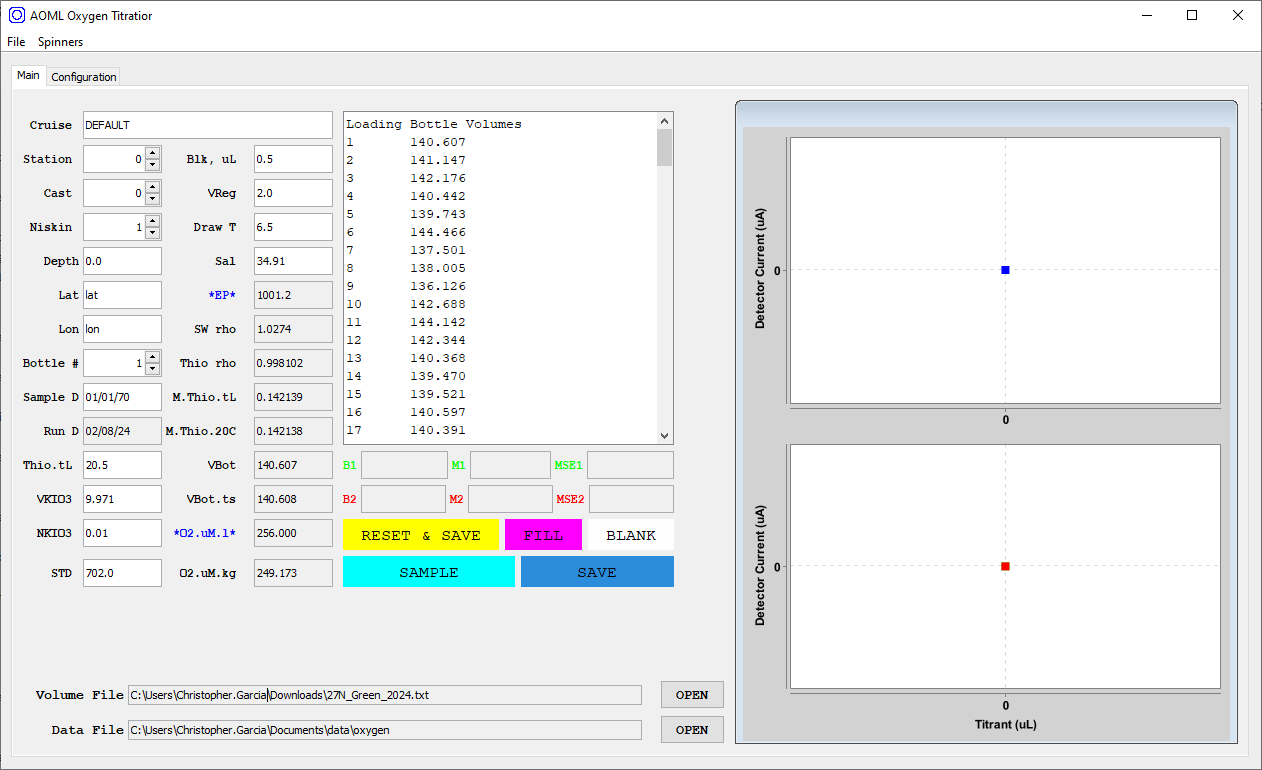 AOML Oxygen Titratior
File Spinners
Main Configuration
Cruise DEFAULT
Station 0 Blk, uL 0.5
Cast 0 VReg 2.0
Niskin 1 Draw T 6.5
Depth 0.0 Sal 34.91
Lat lat *EP* 1001.2
Lon lon SW rho 1.0274
Bottle # 1 Thio rho 0.998102
Sample D 01/01/70 M.Thio.tL 0.142139
Run D 02/08/24 M.Thio.20C 0.142138
Thio.tL 20.5 VBot 140.607
VKIO3 9.971 VBot.ts 140.608
NKIO3 0.01 *O2.uM.l* 256.000
STD 702.0 O2.uM.kg 249.173
Loading Bottle Volumes
1 140.607
2 141.147
3 142.176
4 140.442
5 139.743
6 144.466
7 137.501
8 138.005
9 136.126
10 142.688
11 144.142
12 142.344
13 140.368
14 139.470
15 139.521
16 140.597
17 140.391
B1 M1 MSE1
B2 M2 MSE2
RESET & SAVE FILL BLANK
SAMPLE SAVE
Volume File C:\Users\Christopher.Garcia\Downloads\27N_Green_2024.txt OPEN
Data File C:\Users\Christopher.Garcia\Documents\data\oxygen OPEN
Detector Current (uA)
0
0
Detector Current (uA)
0
0
Titrant (uL)